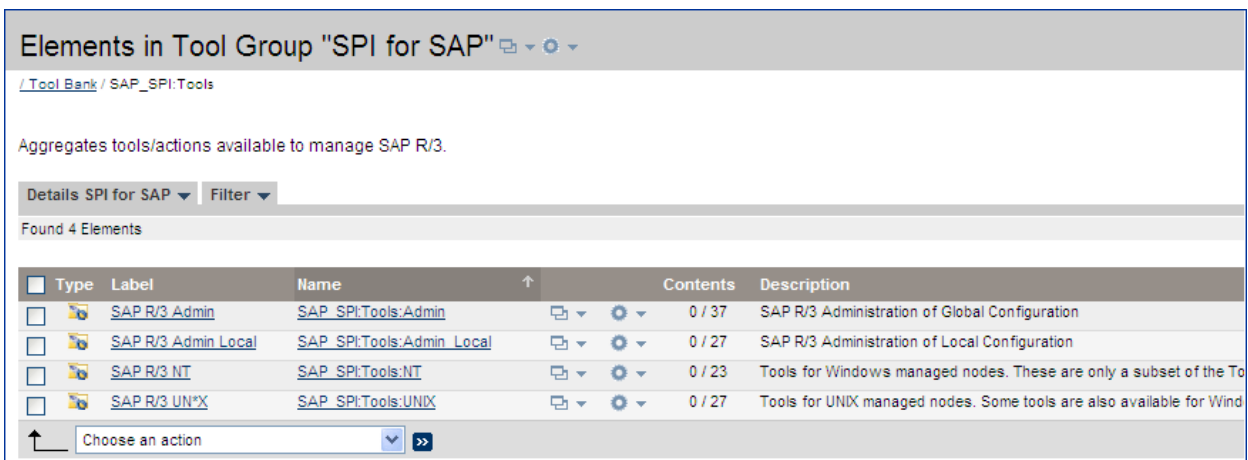 Elements in Tool Group "SPI for SAP"
/ Tool Bank / SAP_SPI:Tools
Aggregates tools/actions available to manage SAP R/3.
Details SPI for SAP Filter
Found 4 Elements
Type Label Name Contents Description
SAP R/3 Admin SAP_SPI:Tools:Admin 0 / 37 SAP R/3 Administration of Global Configuration
SAP R/3 Admin Local SAP_SPI:Tools:Admin_Local 0 / 27 SAP R/3 Administration of Local Configuration
SAP R/3 NT SAP_SPI:Tools:NT 0 / 23 Tools for Windows managed nodes. These are only a subset of the To
SAP R/3 UN*X SAP_SPI:Tools:UNIX 0 / 27 Tools for UNIX managed nodes. Some tools are also available for Wind
Choose an action